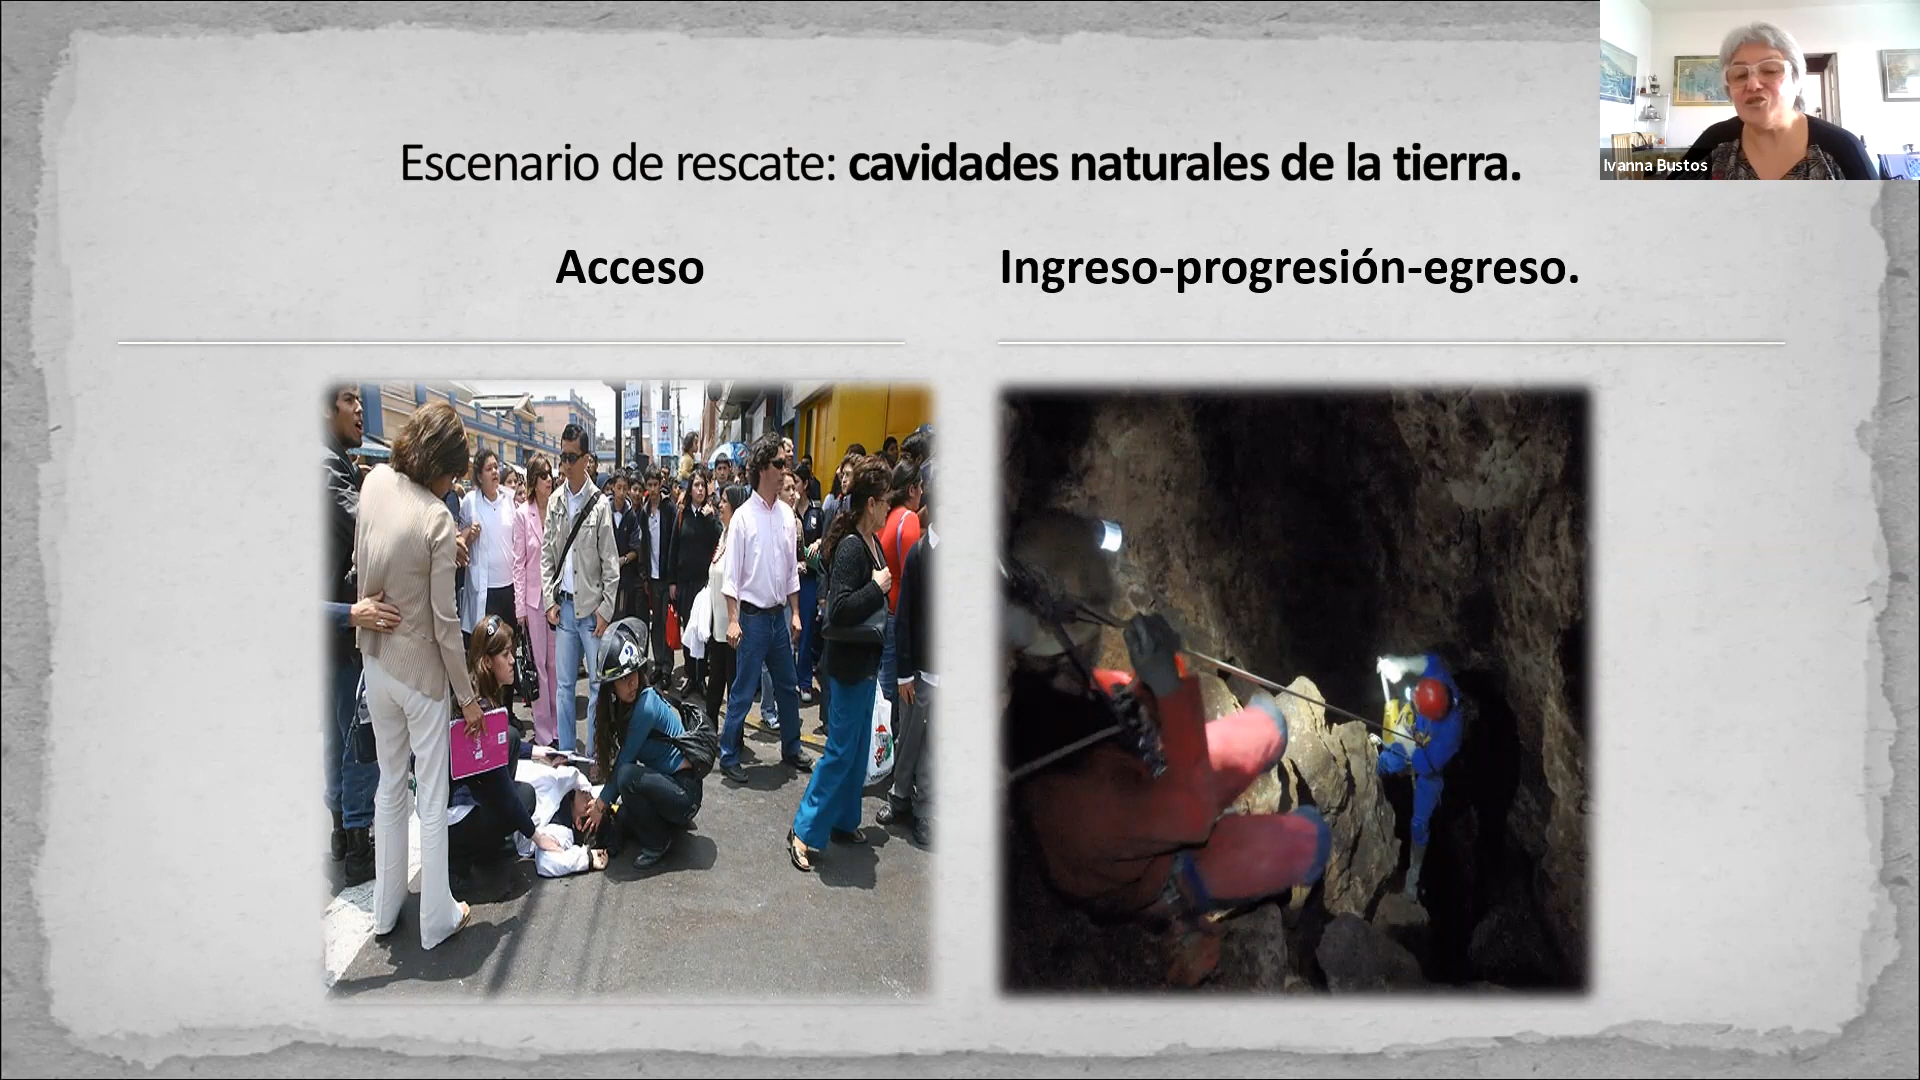 Escenario de rescate: cavidades naturales de la tierra.
Ivanna Bustos
Acceso
Ingreso-progresión-egreso.